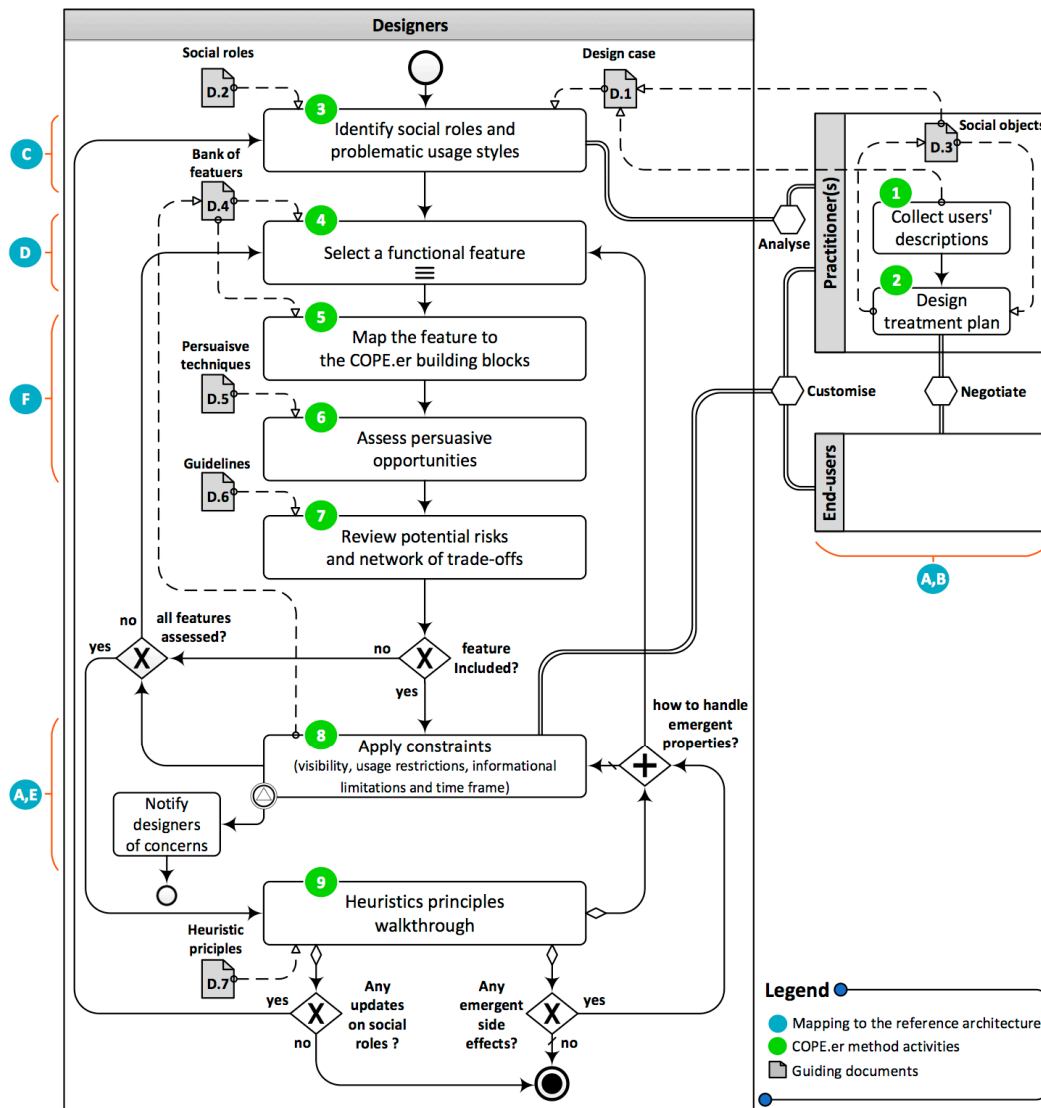 Designers
Social roles
D.2
Design case
D.1
3
Identify social roles and
problematic usage styles
C
Bank of
featuers
D.4
4
Select a functional feature
D
5
Map the feature to
the COPE.er building blocks
Persuaisve
techniques
D.5
F
6
Assess persuasive
opportunities
Guidelines
D.6
7
Review potential risks
and network of trade-offs
no
all features
assessed?
yes
X
no
X
feature
Included?
yes
how to handle
emergent
properties?
8
Apply constraints
(visibility, usage restrictions, informational
limitations and time frame)
A,E
Notify
designers
of concerns
9
Heuristics principles
walkthrough
Heuristic
priciples
D.7
yes
X
Any
updates
on social
roles ?
no
Any
emergent
side
effects?
X
yes
no
Social objects
D.3
Practitioner(s)
1
Collect users'
descriptions
2
Design
treatment plan
Analyse
Customise
Negotiate
End-users
A,B
Legend
Mapping to the reference architecture
COPE.er method activities
Guiding documents